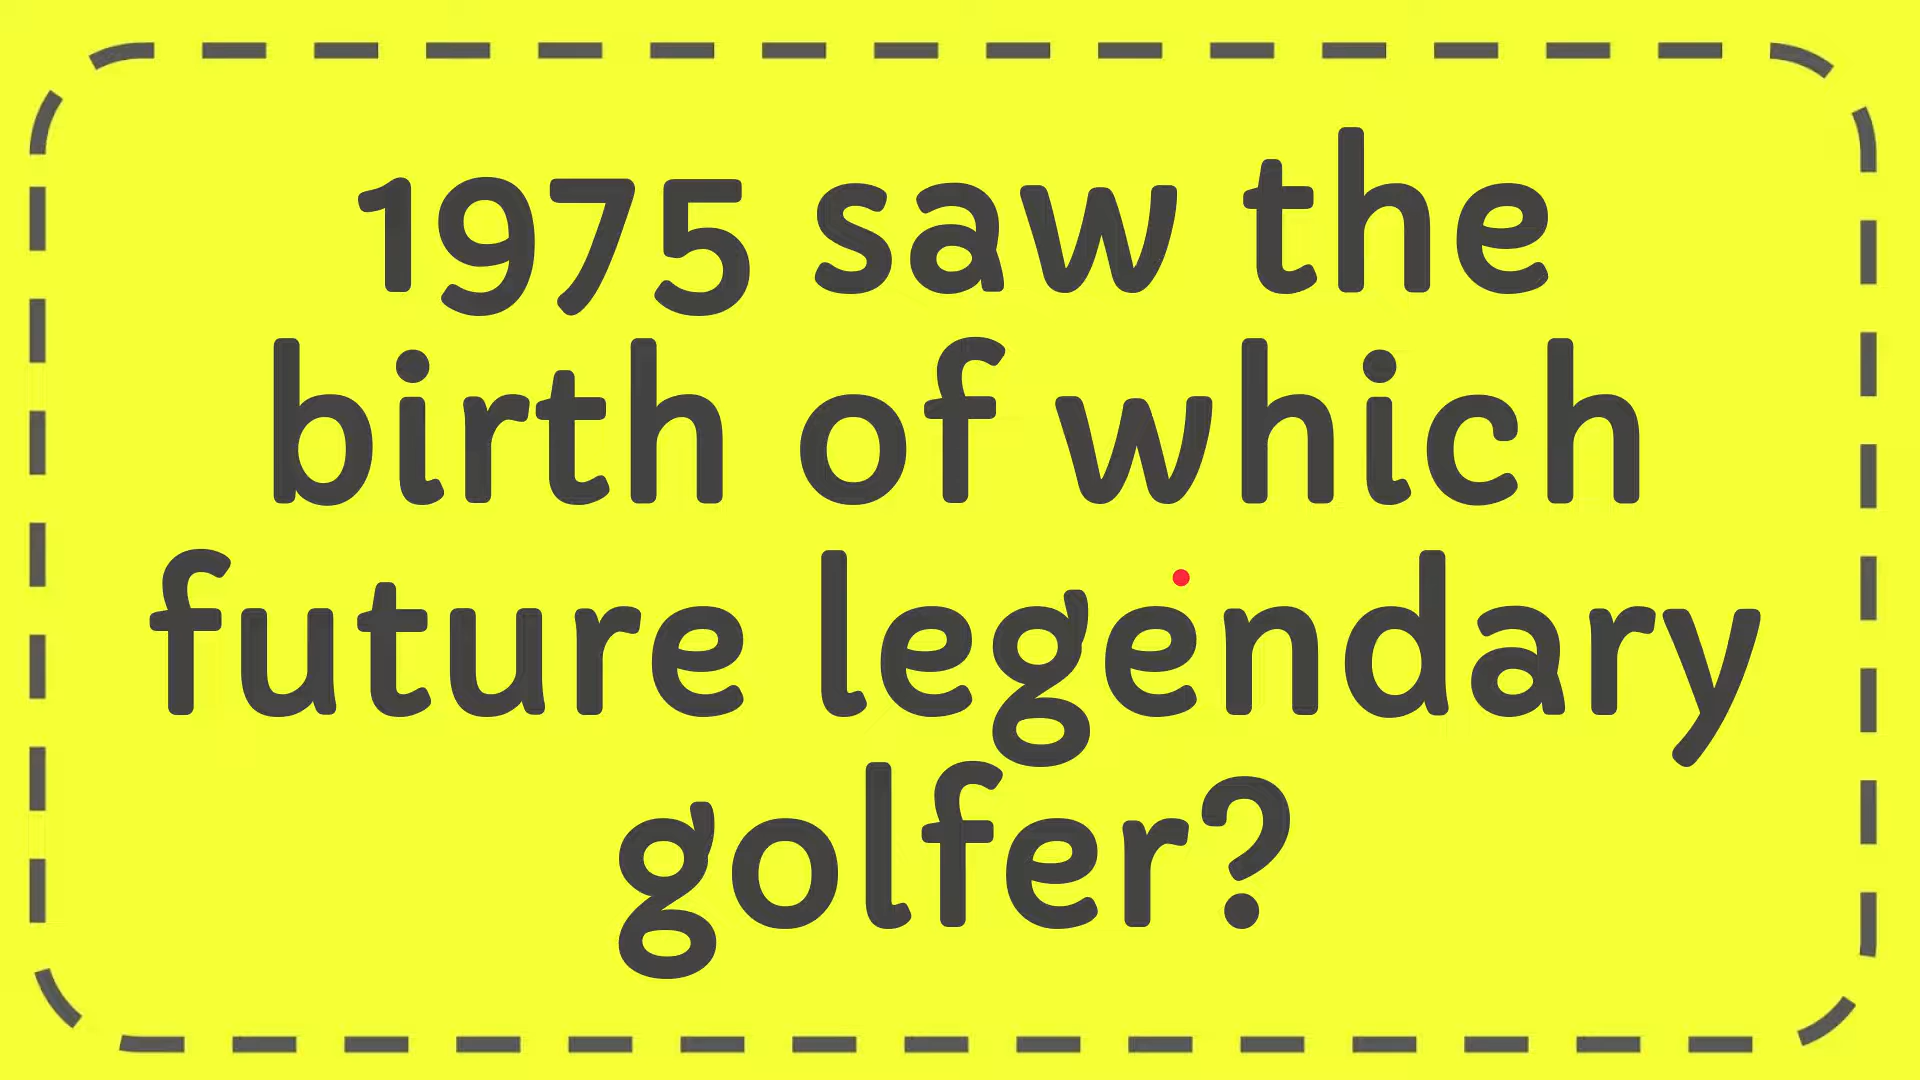 1975 saw the
birth of which
future legendary
golfer?